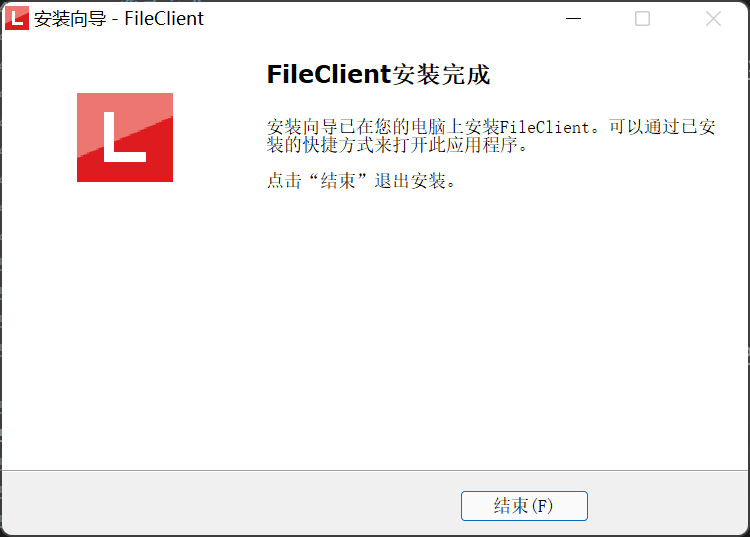 L 安装向导 - FileClient
FileClient安装完成
L
安装向导已在您的电脑上安装FileClient。可以通过已安
装的快捷方式来打开此应用程序。
点击“结束”退出安装。
结束(F)